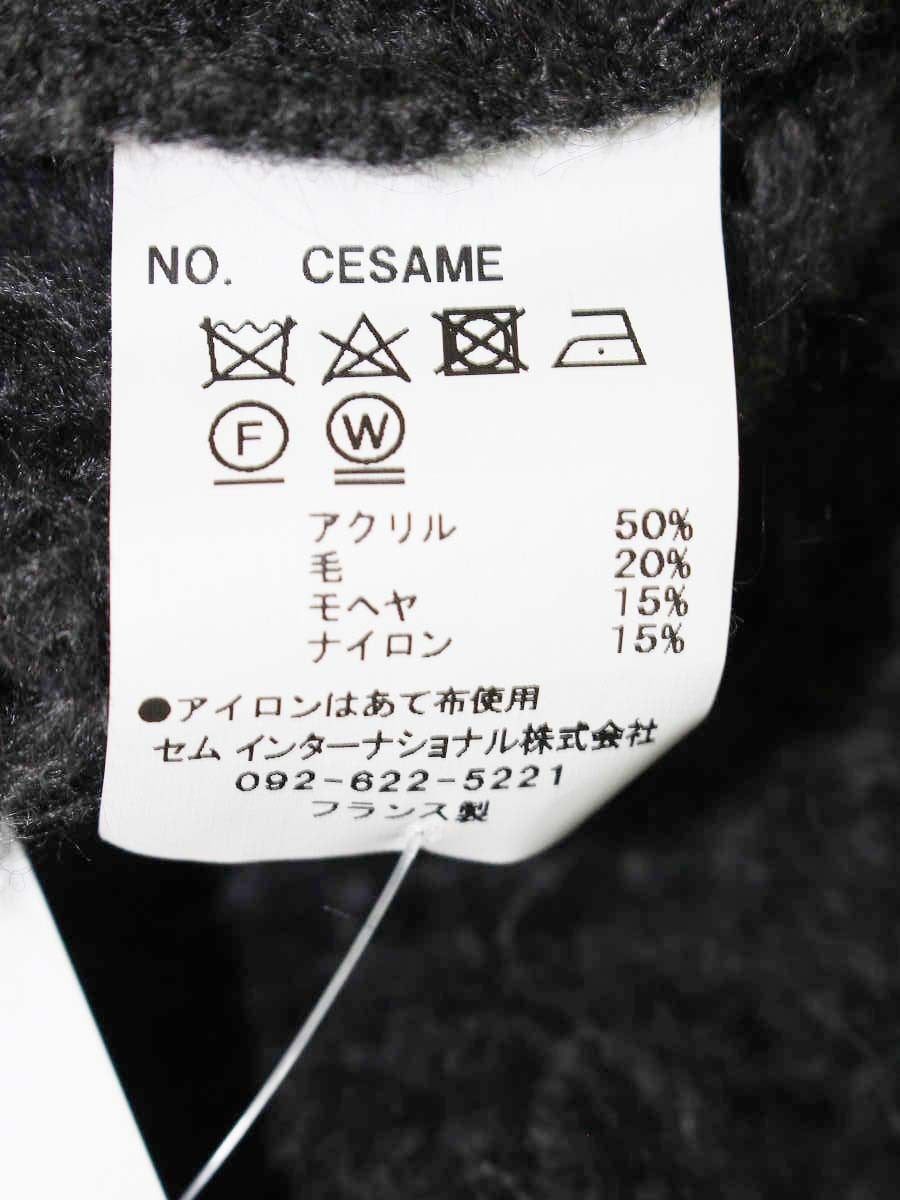 NO. CESAME
F W
アクリル 50%
毛 20%
モヘヤ 15%
ナイロン 15%
●アイロンはあて布使用
セム インターナショナル株式会社
092-622-5221
フランス製